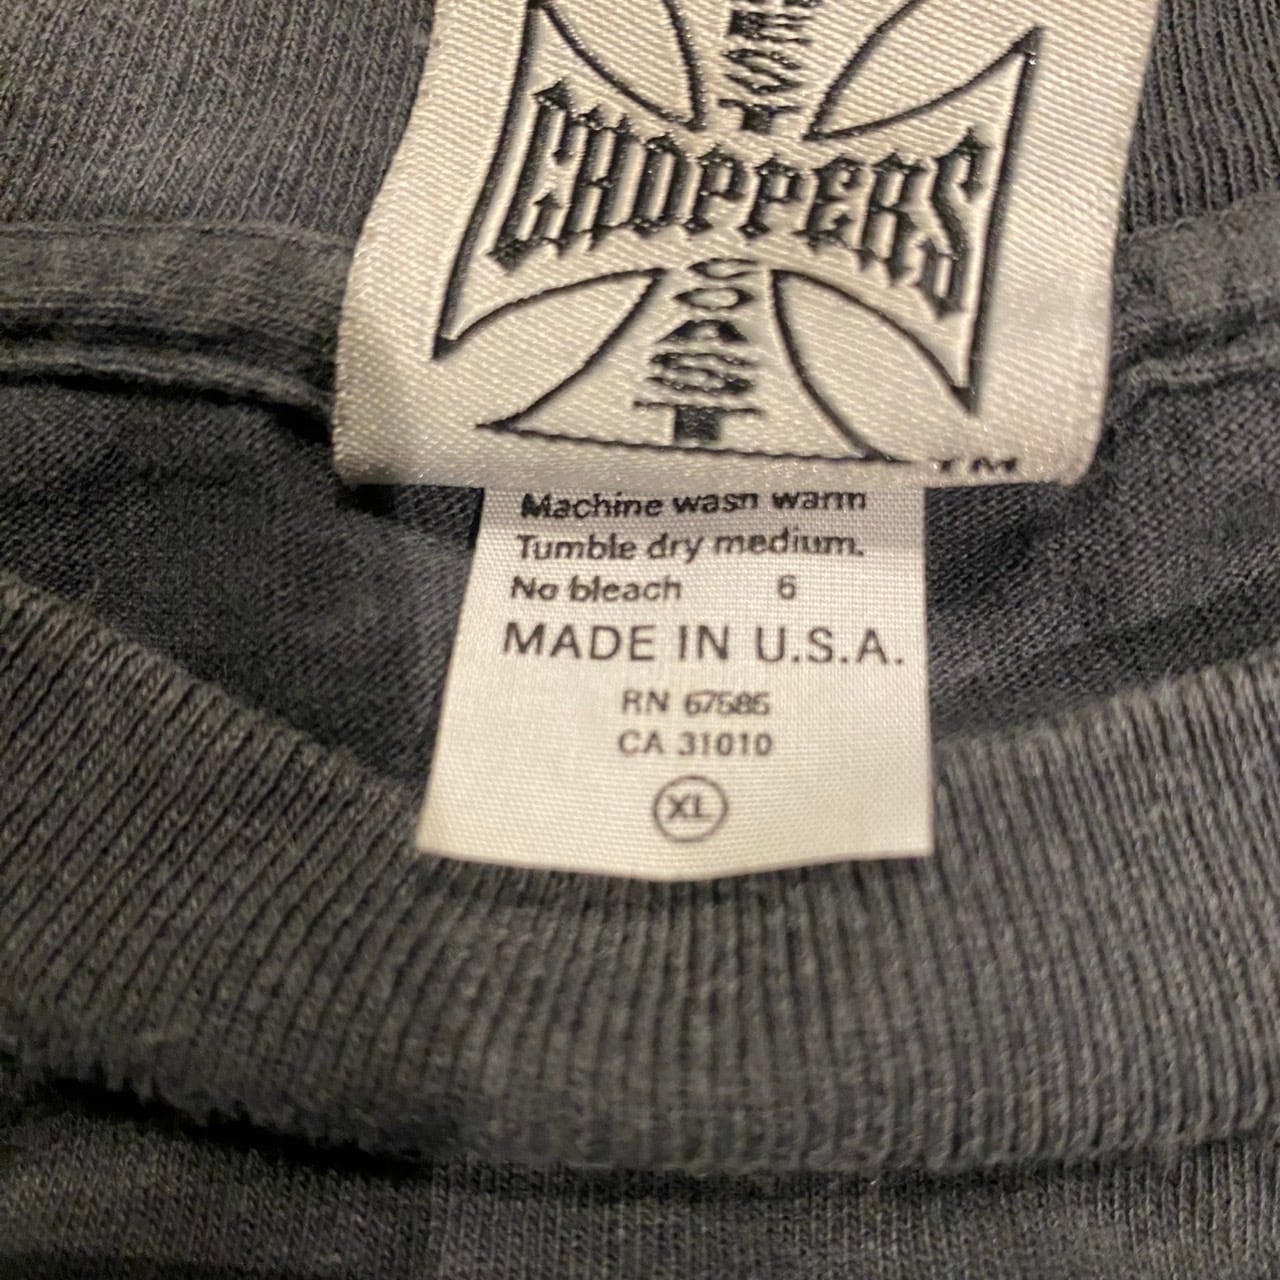 WEST
CHOPPERS
COAST
TM
Machine wash warm
Tumble dry medium.
No bleach 6
MADE IN U.S.A.
RN 67585
CA 31010
XL